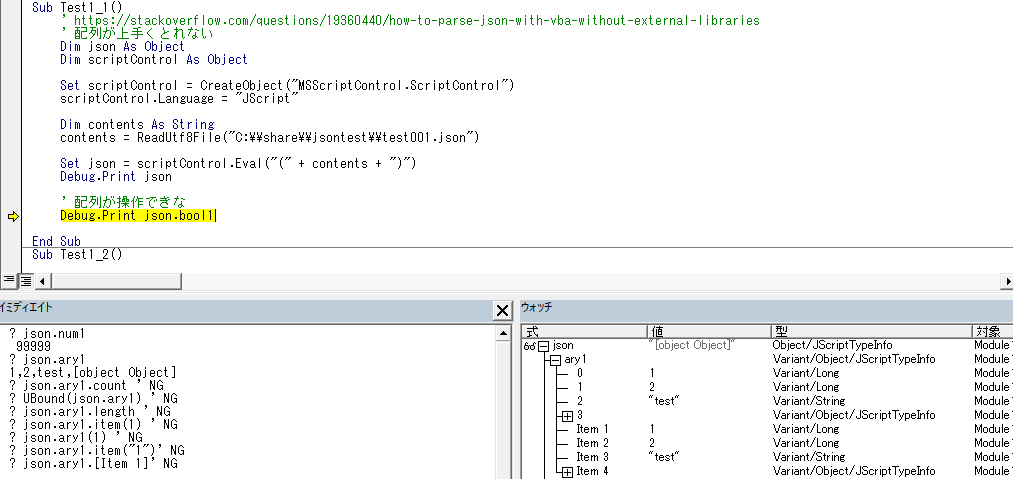 Sub Test1_1()
' https://stackoverflow.com/questions/19360440/how-to-parse-json-with-vba-without-external-libraries
' 配列が上手くとれない
Dim json As Object
Dim scriptControl As Object
Set scriptControl = CreateObject("MSScriptControl.ScriptControl")
scriptControl.Language = "JScript"
Dim contents As String
contents = ReadUtf8File("C:¥¥share¥¥jsontest¥¥test001.json")
Set json = scriptControl.Eval("(" + contents + ")")
Debug.Print json
' 配列が操作できな
Debug.Print json.bool1
End Sub
Sub Test1_2()
イミディエイト
? json.num1
99999
? json.ary1
1,2,test,[object Object]
? json.ary1.count ' NG
? UBound(json.ary1) ' NG
? json.ary1.length ' NG
? json.ary1.item(1) ' NG
? json.ary1(1) ' NG
? json.ary1.item("1")' NG
? json.ary1.[Item 1]' NG
ウォッチ
式 値 型 対象
json "[object Object]" Object/JScriptTypeInfo Module
ary1 Variant/Object/JScriptTypeInfo Module
0 1 Variant/Long Module
1 2 Variant/Long Module
2 "test" Variant/String Module
3 Variant/Object/JScriptTypeInfo Module
Item 1 1 Variant/Long Module
Item 2 2 Variant/Long Module
Item 3 "test" Variant/String Module
Item 4 Variant/Object/JScriptTypeInfo Module